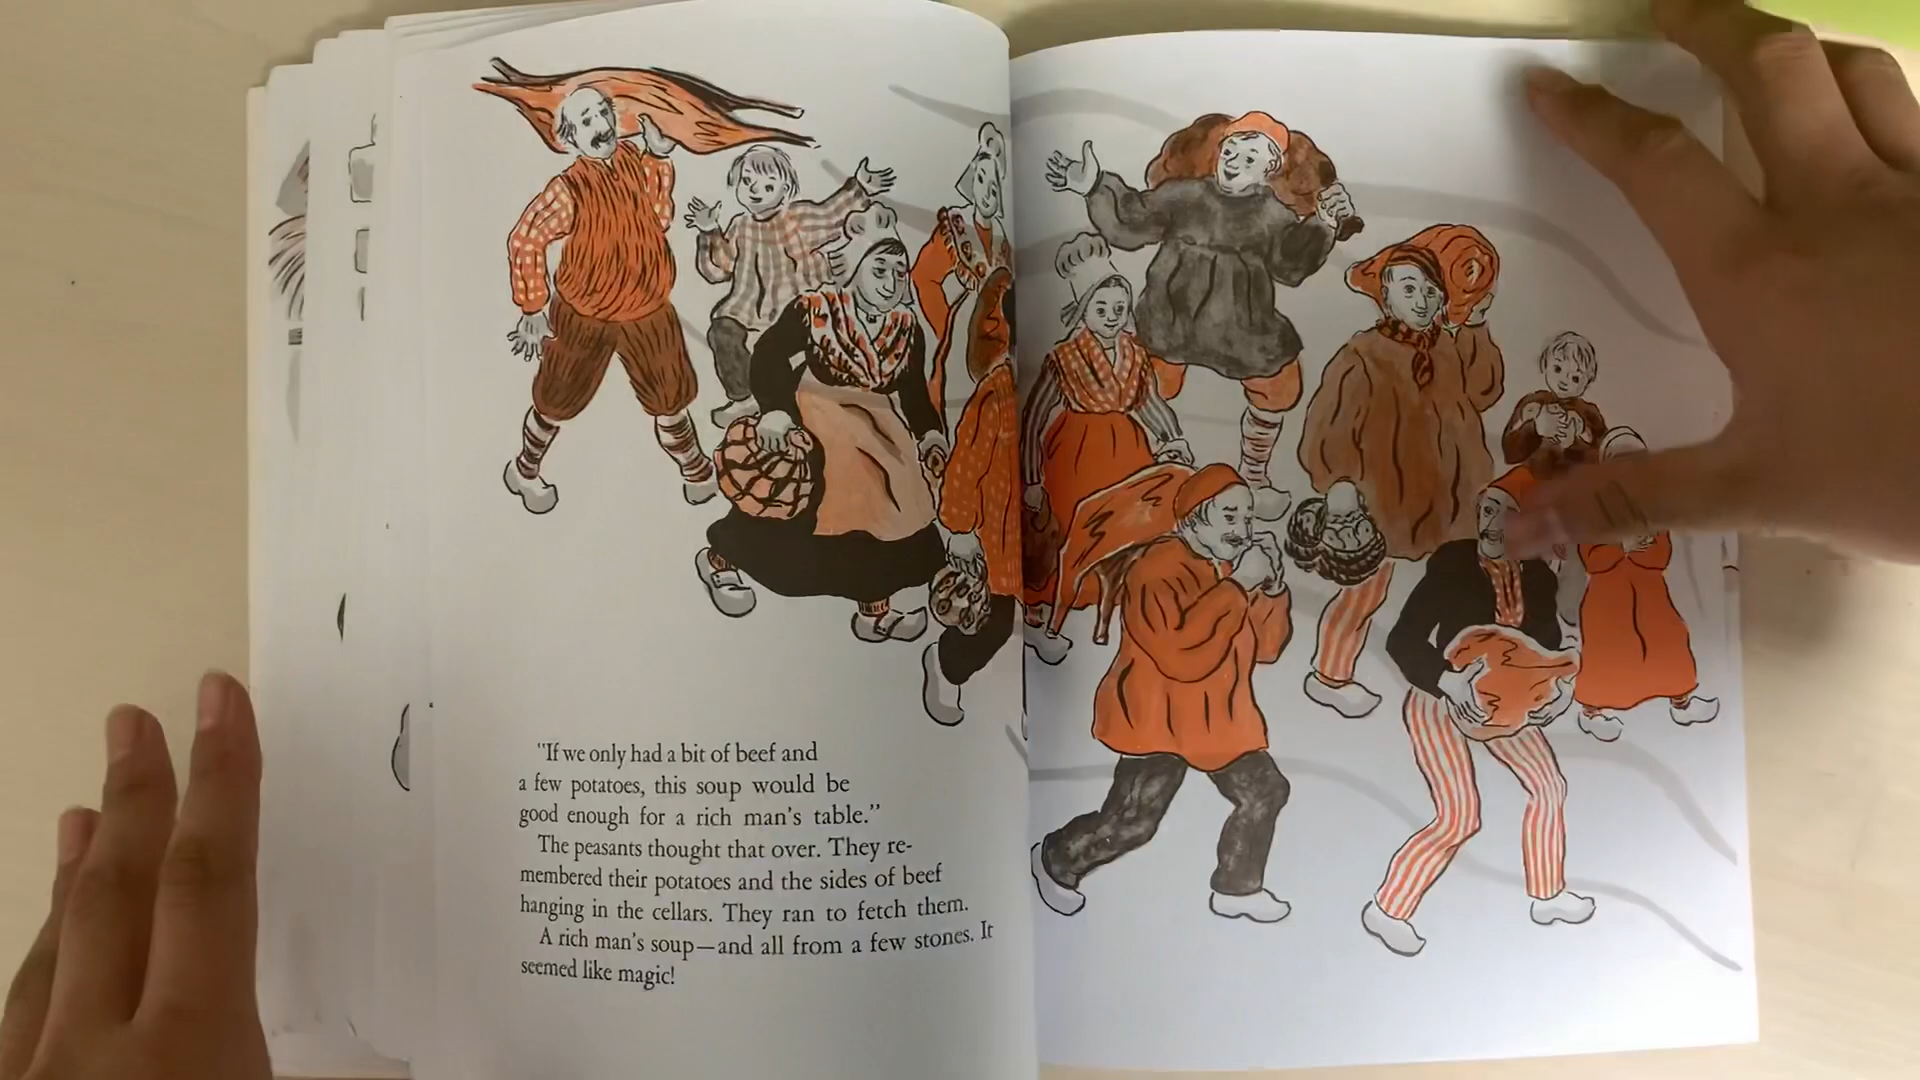 "If we only had a bit of beef and
a few potatoes, this soup would be
good enough for a rich man's table."
The peasants thought that over. They re-
membered their potatoes and the sides of beef
hanging in the cellars. They ran to fetch them.
A rich man's soup—and all from a few stones. It
seemed like magic!